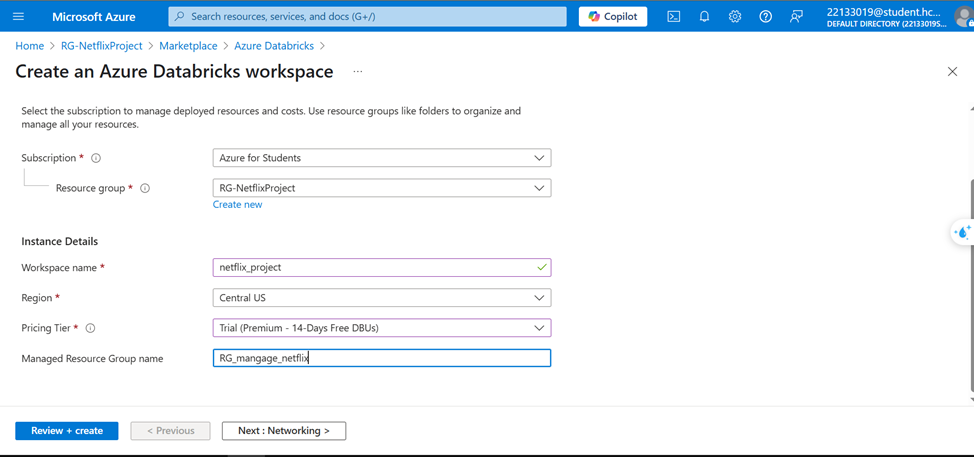 Microsoft Azure
Search resources, services, and docs (G+/)
Copilot
22133019@student.hc...
DEFAULT DIRECTORY (22133019S...
Home > RG-NetflixProject > Marketplace > Azure Databricks >
Create an Azure Databricks workspace ...
Select the subscription to manage deployed resources and costs. Use resource groups like folders to organize and
manage all your resources.
Subscription * Azure for Students
Resource group * RG-NetflixProject
Create new
Instance Details
Workspace name * netflix_project
Region * Central US
Pricing Tier * Trial (Premium - 14-Days Free DBUs)
Managed Resource Group name RG_mangage_netflix
Review + create < Previous Next : Networking >